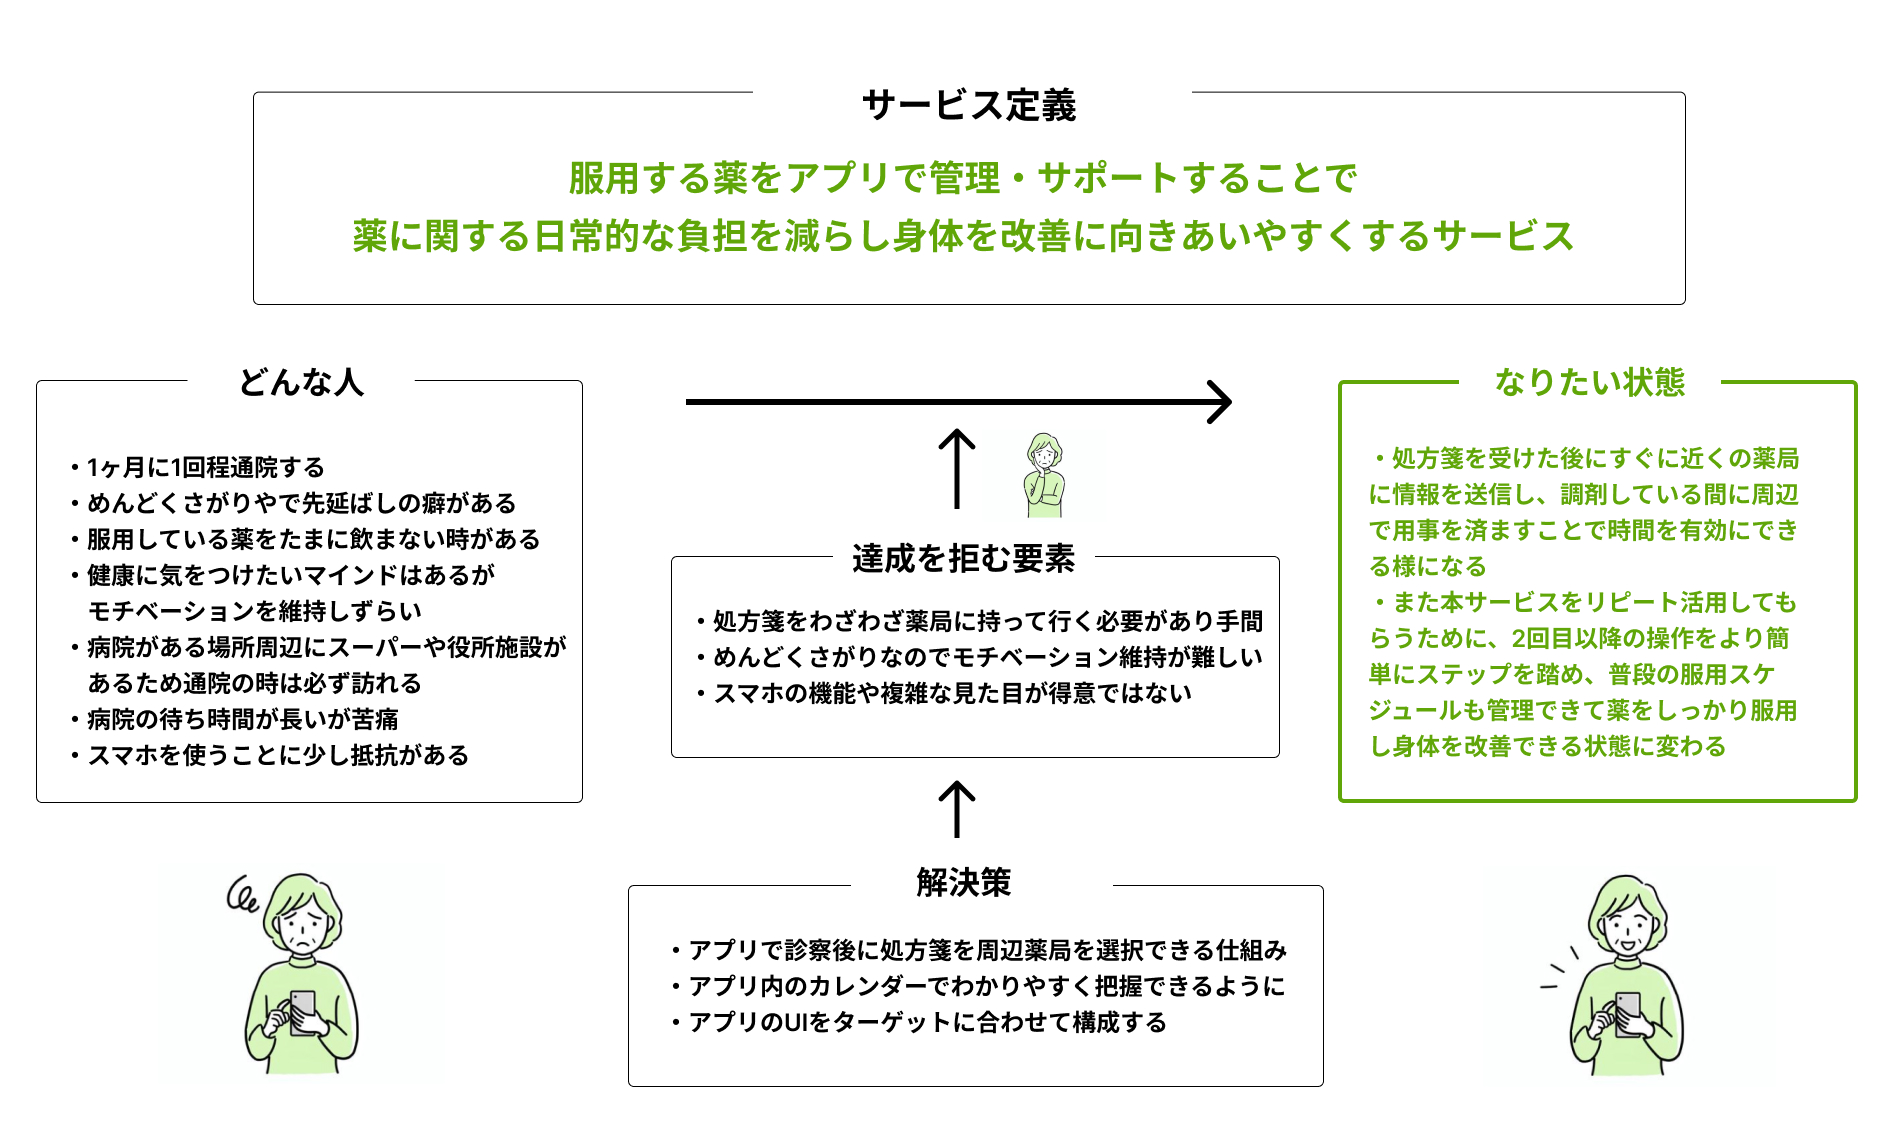 サービス定義
服用する薬をアプリで管理・サポートすることで
薬に関する日常的な負担を減らし身体を改善に向きあいやすくするサービス
どんな人
・1ヶ月に1回程通院する
・めんどくさがりやで先延ばしの癖がある
・服用している薬をたまに飲まない時がある
・健康に気をつけたいマインドはあるが
モチベーションを維持しずらい
・病院がある場所周辺にスーパーや役所施設が
あるため通院の時は必ず訪れる
・病院の待ち時間が長いが苦痛
・スマホを使うことに少し抵抗がある
達成を拒む要素
・処方箋をわざわざ薬局に持って行く必要があり手間
・めんどくさがりなのでモチベーション維持が難しい
・スマホの機能や複雑な見た目が得意ではない
解決策
・アプリで診察後に処方箋を周辺薬局を選択できる仕組み
・アプリ内のカレンダーでわかりやすく把握できるように
・アプリのUIをターゲットに合わせて構成する
なりたい状態
・処方箋を受けた後にすぐに近くの薬局
に情報を送信し、調剤している間に周辺
で用事を済ますことで時間を有効にでき
る様になる
・また本サービスをリピート活用しても
らうために、2回目以降の操作をより簡
単にステップを踏め、普段の服用スケ
ジュールも管理できて薬をしっかり服用
し身体を改善できる状態に変わる